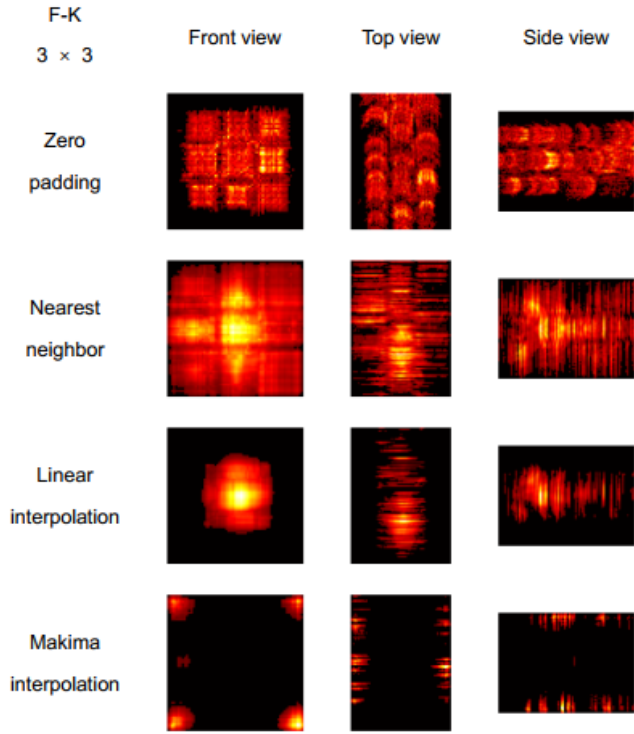 F-K
3 × 3
Front view
Top view
Side view
Zero
padding
Nearest
neighbor
Linear
interpolation
Makima
interpolation